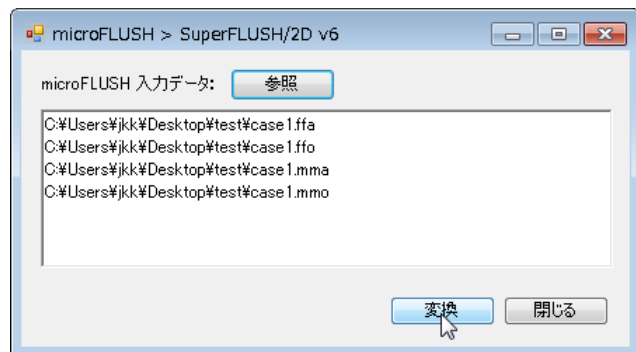 microFLUSH > SuperFLUSH/2D v6
microFLUSH 入力データ: 参照
C:¥Users¥jkk¥Desktop¥test¥case1.ffa
C:¥Users¥jkk¥Desktop¥test¥case1.ffo
C:¥Users¥jkk¥Desktop¥test¥case1.mma
C:¥Users¥jkk¥Desktop¥test¥case1.mmo
変換 閉じる